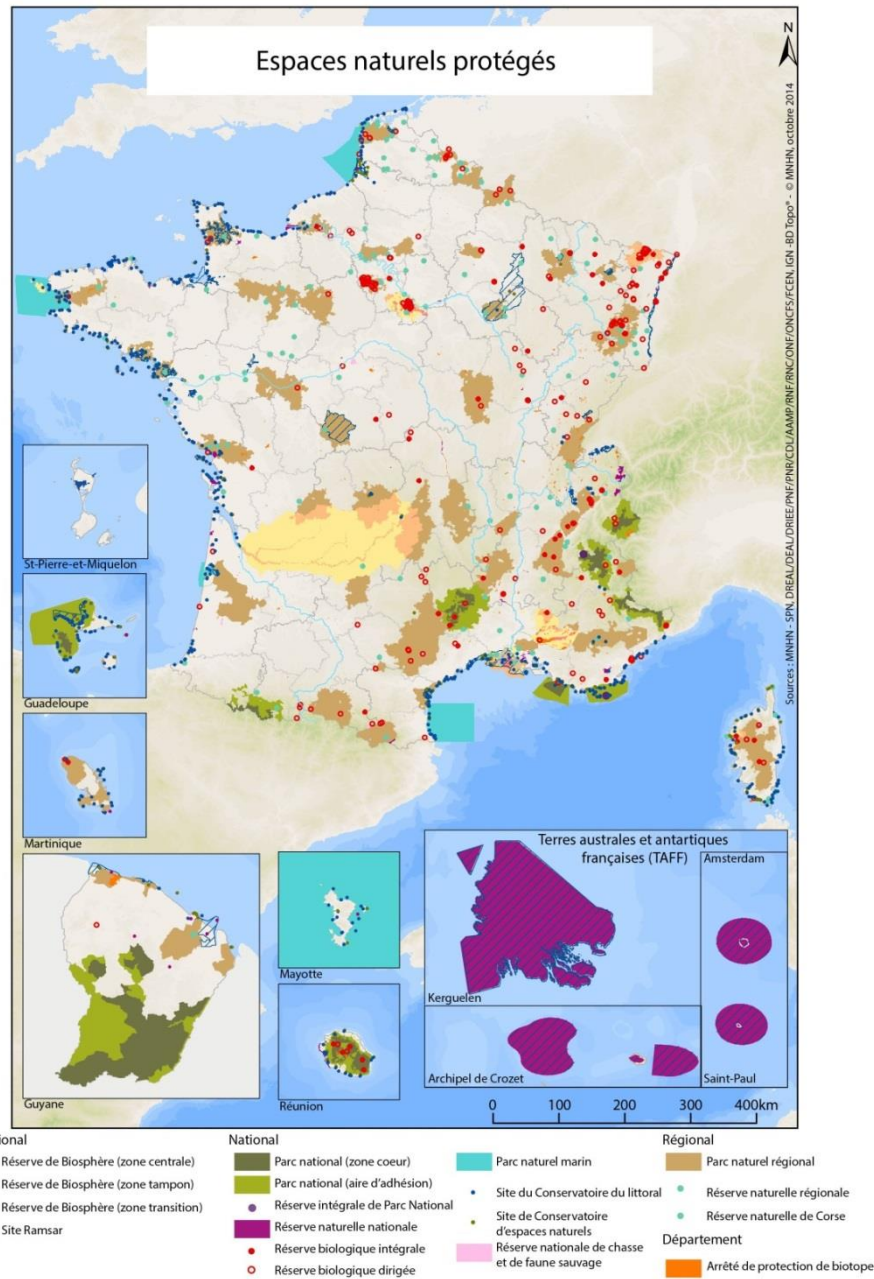 Espaces naturels protégés
N
Sources : MNHN - SPN, DREAL/DEAL/DRIEE/PNF/PNR/CDL/AAMP/RNF/RNC/ONF/ONCFS/FCEN, IGN -BD Topo® - © MNHN, octobre 2014
St-Pierre-et-Miquelon
Guadeloupe
Martinique
Guyane
Mayotte
Réunion
Terres australes et antartiques
françaises (TAFF)
Amsterdam
Kerguelen
Archipel de Crozet
Saint-Paul
0 100 200 300 400km
ional
Réserve de Biosphère (zone centrale)
Réserve de Biosphère (zone tampon)
Réserve de Biosphère (zone transition)
Site Ramsar
National
Parc national (zone coeur)
Parc national (aire d'adhésion)
Réserve intégrale de Parc National
Réserve naturelle nationale
Réserve biologique intégrale
Réserve biologique dirigée
Parc naturel marin
Site du Conservatoire du littoral
Site de Conservatoire
d'espaces naturels
Réserve nationale de chasse
et de faune sauvage
Régional
Parc naturel régional
Réserve naturelle régionale
Réserve naturelle de Corse
Département
Arrêté de protection de biotope